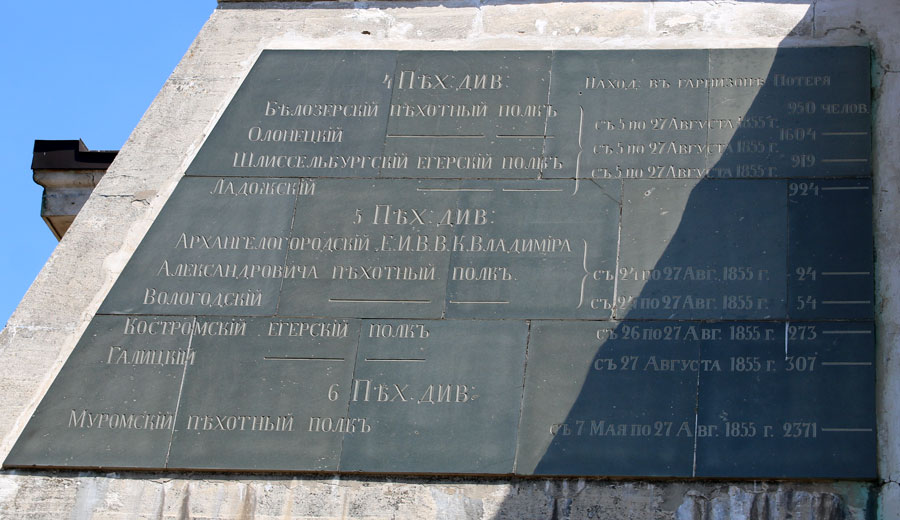 4 ПѢХ: ДИВ: НАХОД. ВЪ ГАРНИЗОНѢ ПОТЕРЯ
БѢЛОЗЕРСКІЙ ПѢХОТНЫЙ ПОЛКЪ СЪ 5 ПО 27 АВГУСТА 1855 Г. 950 ЧЕЛОВ.
ОЛОНЕЦКІЙ — — СЪ 5 ПО 27 АВГУСТА 1855 Г. 1604 —
ШЛИССЕЛЬБУРГСКІЙ ЕГЕРСКІЙ ПОЛКЪ СЪ 5 ПО 27 АВГУСТА 1855 Г. 919 —
ЛАДОЖСКІЙ — — 924 —
5 ПѢХ: ДИВ:
АРХАНГЕЛОГОРОДСКІЙ, Е.И.В.В.К.ВЛАДИМІРА
АЛЕКСАНДРОВИЧА ПѢХОТНЫЙ ПОЛКЪ. СЪ 24 ПО 27 АВГ. 1855 Г. 24 —
ВОЛОГОДСКІЙ — — СЪ 24 ПО 27 АВГ. 1855 Г. 54 —
КОСТРОМСКІЙ ЕГЕРСКІЙ ПОЛКЪ СЪ 26 ПО 27 АВГ. 1855 Г. 273 —
ГАЛИЦКІЙ — — СЪ 27 АВГУСТА 1855 Г. 307 —
6 ПѢХ: ДИВ:
МУРОМСКІЙ ПѢХОТНЫЙ ПОЛКЪ СЪ 7 МАЯ ПО 27 АВГ. 1855 Г. 2371 —